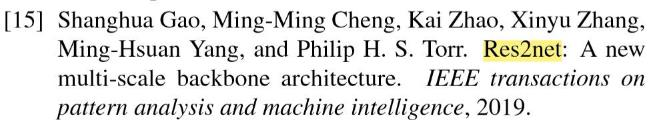 [15] Shanghua Gao, Ming-Ming Cheng, Kai Zhao, Xinyu Zhang,
Ming-Hsuan Yang, and Philip H. S. Torr. Res2net: A new
multi-scale backbone architecture. IEEE transactions on
pattern analysis and machine intelligence, 2019.